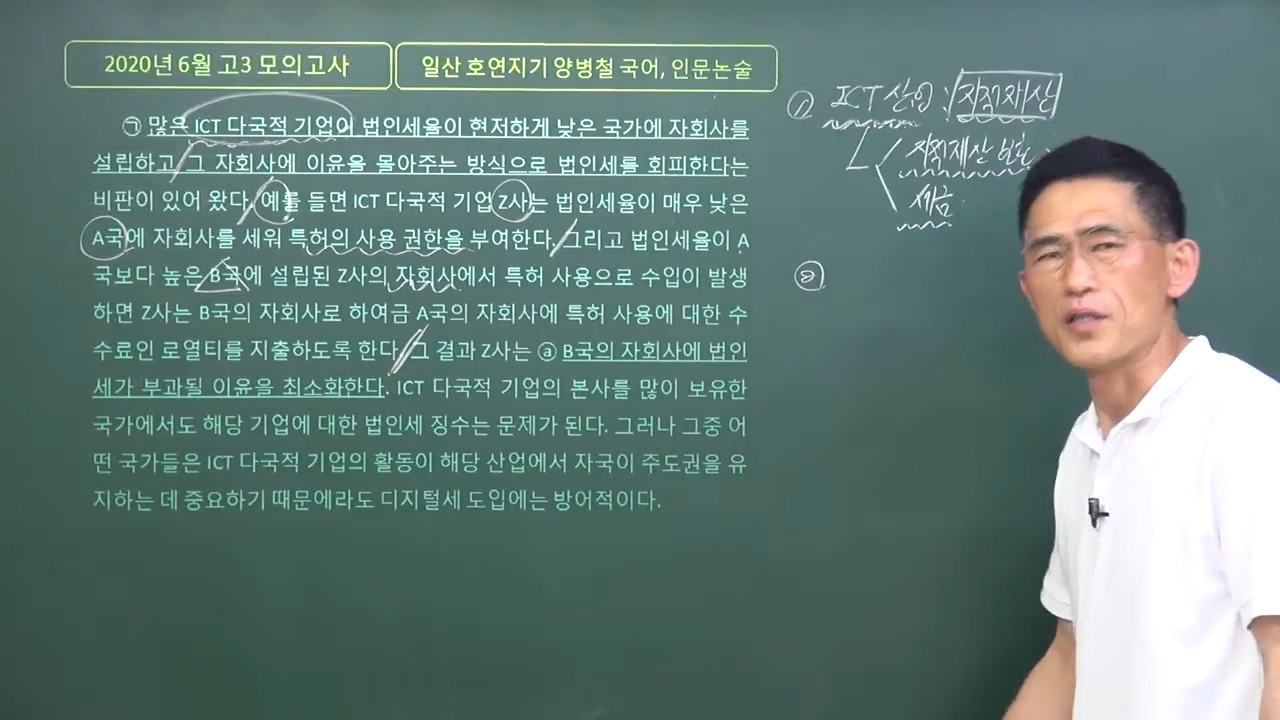 2020년 6월 고3 모의고사
일산 호연지기 양병철 국어, 인문논술
㉠ 많은 ICT 다국적 기업이 법인세율이 현저하게 낮은 국가에 자회사를
설립하고 그 자회사에 이윤을 몰아주는 방식으로 법인세를 회피한다는
비판이 있어 왔다. 예를 들면 ICT 다국적 기업 Z사는 법인세율이 매우 낮은
A국에 자회사를 세워 특허의 사용 권한을 부여한다. 그리고 법인세율이 A
국보다 높은 B국에 설립된 Z사의 자회사에서 특허 사용으로 수입이 발생
하면 Z사는 B국의 자회사로 하여금 A국의 자회사에 특허 사용에 대한 수
수료인 로열티를 지출하도록 한다. 그 결과 Z사는 ⓐ B국의 자회사에 법인
세가 부과될 이윤을 최소화한다. ICT 다국적 기업의 본사를 많이 보유한
국가에서도 해당 기업에 대한 법인세 징수는 문제가 된다. 그러나 그중 어
떤 국가들은 ICT 다국적 기업의 활동이 해당 산업에서 자국이 주도권을 유
지하는 데 중요하기 때문에라도 디지털세 도입에는 방어적이다.
① ICT 산업 : 지적재산
지적재산 보호
세금
②